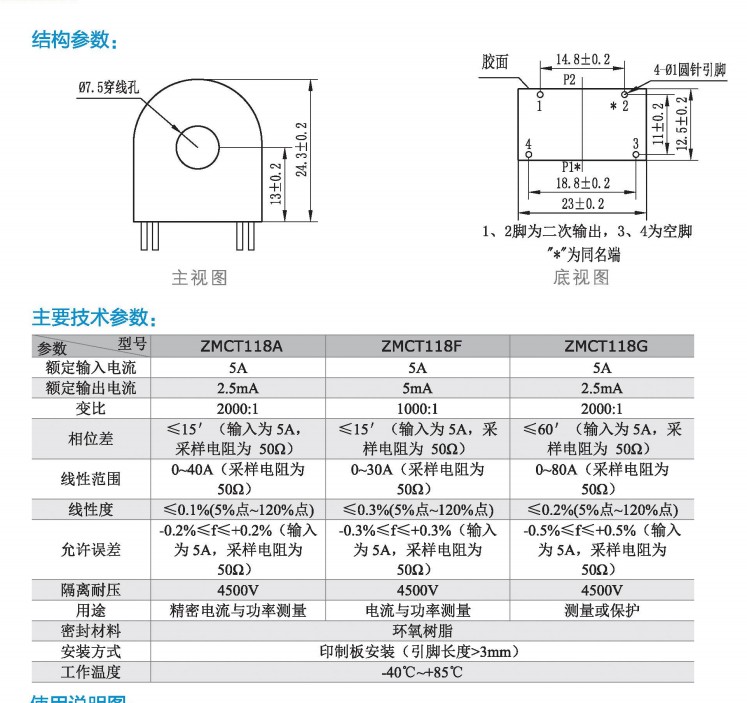 结构参数：
Ø7.5穿线孔
24.3±0.2
13±0.2
主视图
胶面
14.8±0.2
P2
4-Ø1圆针引脚
1
* 2
11±0.2
12.5±0.2
4
3
P1*
18.8±0.2
23±0.2
1、2脚为二次输出，3、4为空脚
"*"为同名端
底视图
主要技术参数：
参数 型号 ZMCT118A ZMCT118F ZMCT118G
额定输入电流 5A 5A 5A
额定输出电流 2.5mA 5mA 2.5mA
变比 2000:1 1000:1 2000:1
相位差
≤15′（输入为 5A，
采样电阻为 50Ω）
≤15′（输入为 5A，采
样电阻为 50Ω）
≤60′（输入为 5A，采
样电阻为 50Ω）
线性范围
0~40A（采样电阻为
50Ω）
0~30A（采样电阻为
50Ω）
0~80A（采样电阻为
50Ω）
线性度 ≤0.1%(5%点~120%点) ≤0.3%(5%点~120%点) ≤0.2%(5%点~120%点)
允许误差
-0.2%≤f≤+0.2%（输入
为 5A，采样电阻为
50Ω）
-0.3%≤f≤+0.3%（输入
为 5A，采样电阻为
50Ω）
-0.5%≤f≤+0.5%（输入
为 5A，采样电阻为
50Ω）
隔离耐压 4500V 4500V 4500V
用途 精密电流与功率测量 电流与功率测量 测量或保护
密封材料 环氧树脂
安装方式 印制板安装（引脚长度>3mm）
工作温度 -40℃~+85℃
使用说明图